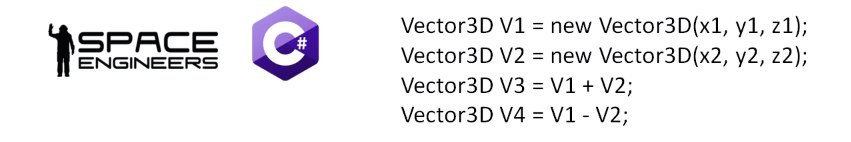 SPACE
ENGINEERS
C#
Vector3D V1 = new Vector3D(x1, y1, z1);
Vector3D V2 = new Vector3D(x2, y2, z2);
Vector3D V3 = V1 + V2;
Vector3D V4 = V1 - V2;